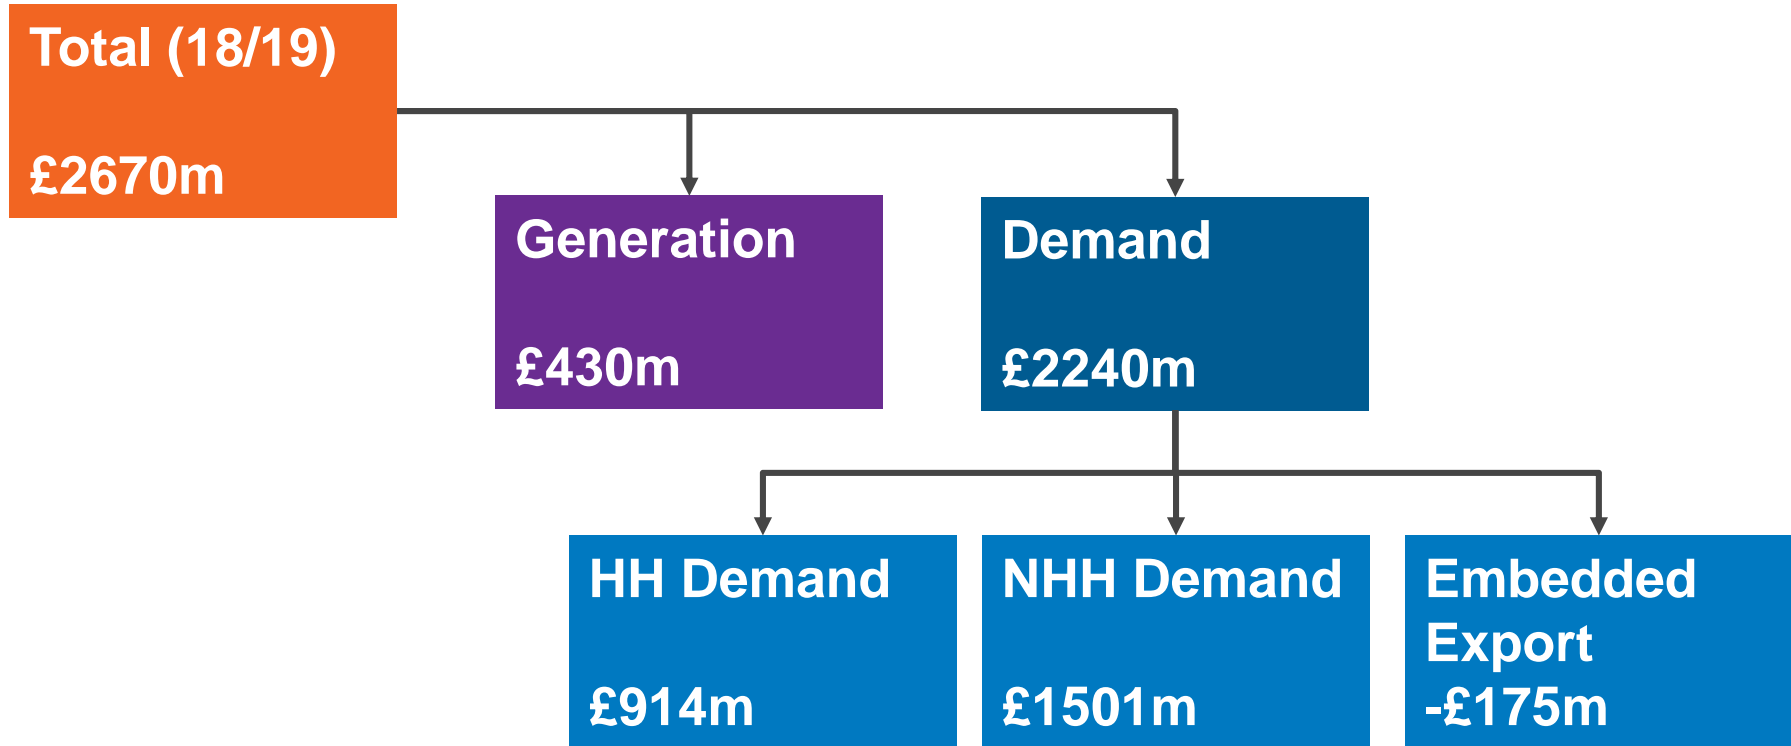 Total (18/19)
£2670m
Generation
£430m
Demand
£2240m
HH Demand
£914m
NHH Demand
£1501m
Embedded
Export
-£175m